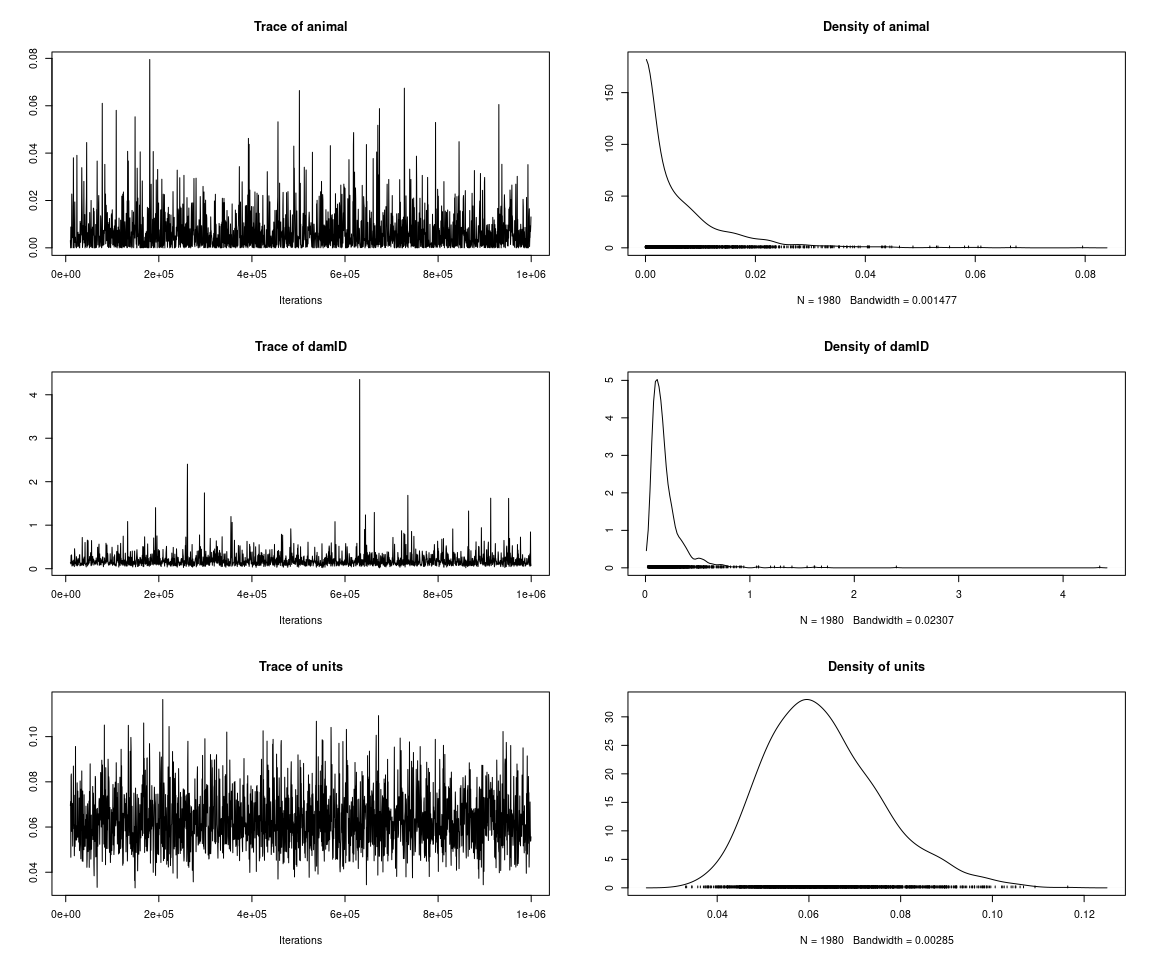 Trace of animal
0.00 0.02 0.04 0.06 0.08
0e+00 2e+05 4e+05 6e+05 8e+05 1e+06
Iterations
Density of animal
0 50 100 150
0.00 0.02 0.04 0.06 0.08
N = 1980 Bandwidth = 0.001477
Trace of damID
0 1 2 3 4
0e+00 2e+05 4e+05 6e+05 8e+05 1e+06
Iterations
Density of damID
0 1 2 3 4 5
0 1 2 3 4
N = 1980 Bandwidth = 0.02307
Trace of units
0.04 0.06 0.08 0.10
0e+00 2e+05 4e+05 6e+05 8e+05 1e+06
Iterations
Density of units
0 5 10 15 20 25 30
0.04 0.06 0.08 0.10 0.12
N = 1980 Bandwidth = 0.00285